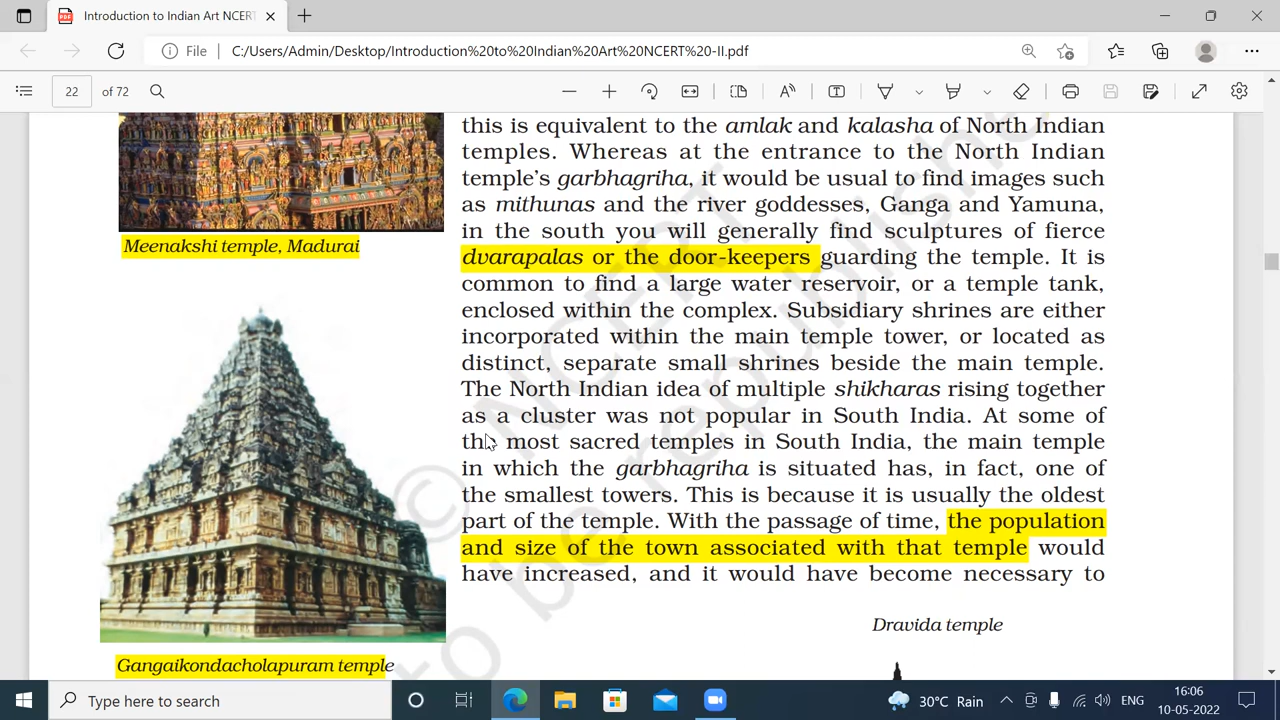 Introduction to Indian Art NCERT
File
C:/Users/Admin/Desktop/Introduction%20to%20Indian%20Art%20NCERT%20-II.pdf
22 of 72
this is equivalent to the amlak and kalasha of North Indian
temples. Whereas at the entrance to the North Indian
temple's garbhagriha, it would be usual to find images such
as mithunas and the river goddesses, Ganga and Yamuna,
in the south you will generally find sculptures of fierce
dvarapalas or the door-keepers guarding the temple. It is
common to find a large water reservoir, or a temple tank,
enclosed within the complex. Subsidiary shrines are either
incorporated within the main temple tower, or located as
distinct, separate small shrines beside the main temple.
The North Indian idea of multiple shikharas rising together
as a cluster was not popular in South India. At some of
the most sacred temples in South India, the main temple
in which the garbhagriha is situated has, in fact, one of
the smallest towers. This is because it is usually the oldest
part of the temple. With the passage of time, the population
and size of the town associated with that temple would
have increased, and it would have become necessary to
Meenakshi temple, Madurai
Gangaikondacholapuram temple
Dravida temple
© NCERT
to be republished
Type here to search
30°C Rain
ENG
16:06
10-05-2022